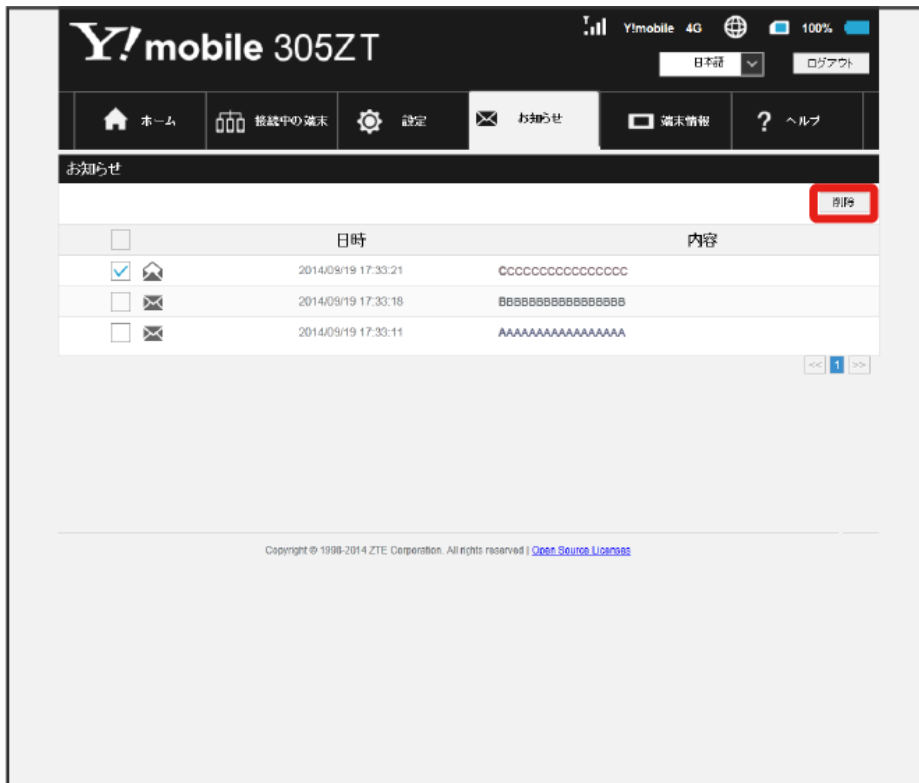 Y! mobile 305ZT
Y!mobile 4G 100%
日本語 ログアウト
ホーム 接続中の端末 設定 お知らせ 端末情報 ? ヘルプ
お知らせ
削除
日時 内容
2014/09/19 17:33:21 CCCCCCCCCCCCCCCC
2014/09/19 17:33:18 BBBBBBBBBBBBBBBBB
2014/09/19 17:33:11 AAAAAAAAAAAAAAAAA
<< 1 >>
Copyright © 1998-2014 ZTE Corporation. All rights reserved | Open Source Licenses